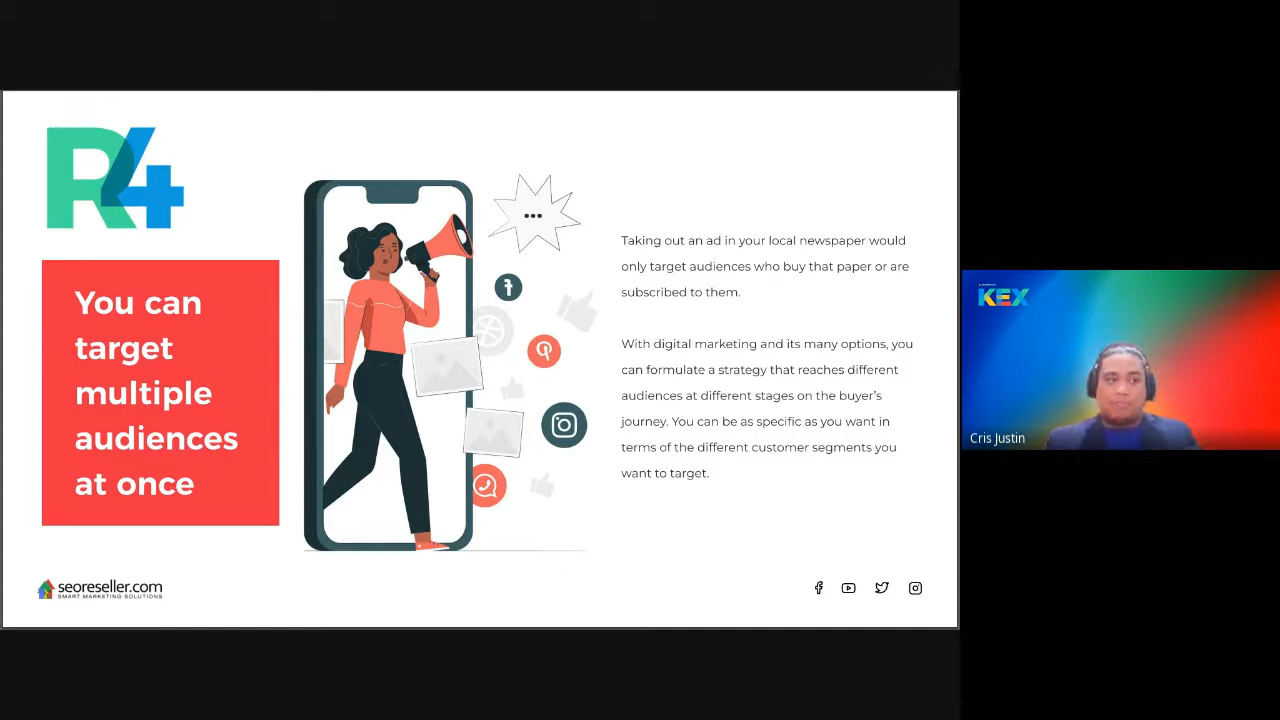 R4
You can
target
multiple
audiences
at once
Taking out an ad in your local newspaper would
only target audiences who buy that paper or are
subscribed to them.
With digital marketing and its many options, you
can formulate a strategy that reaches different
audiences at different stages on the buyer's
journey. You can be as specific as you want in
terms of the different customer segments you
want to target.
seoreseller.com
SMART MARKETING SOLUTIONS
KEX
Cris Justin